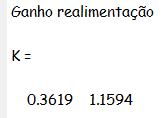 Ganho realimentação
K =
0.3619 1.1594